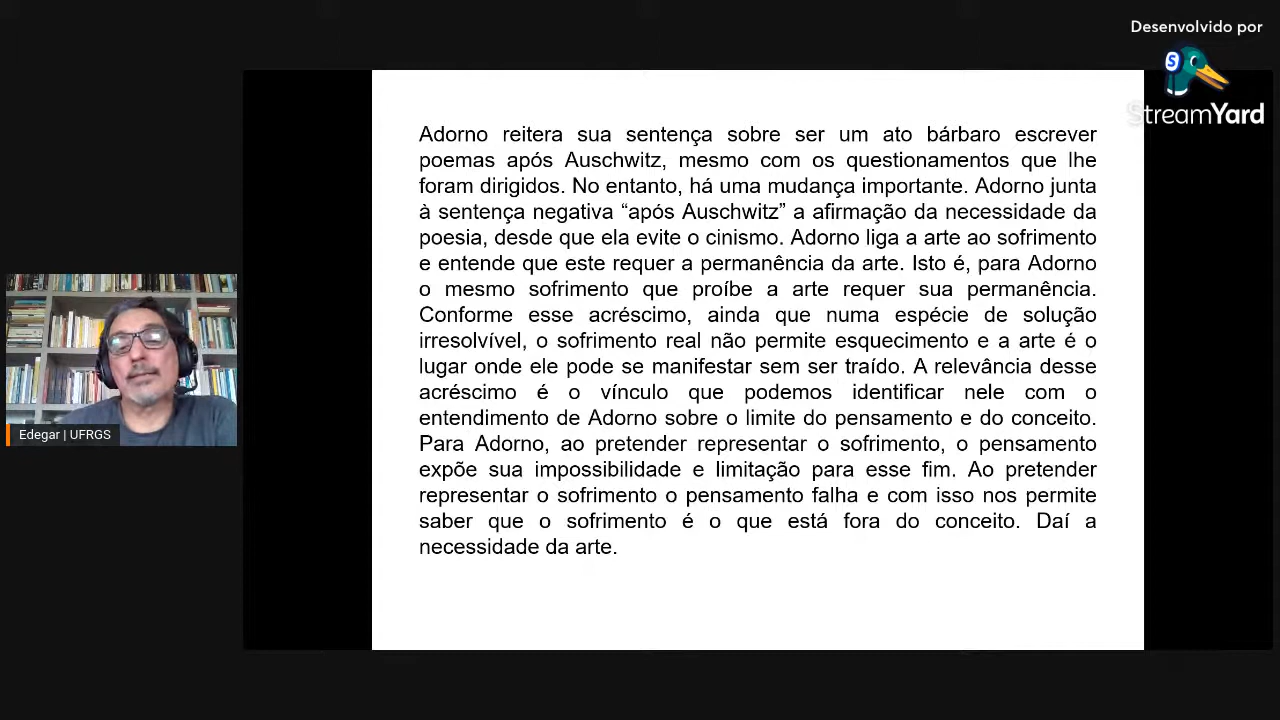 Desenvolvido por
StreamYard
Adorno reitera sua sentença sobre ser um ato bárbaro escrever
poemas após Auschwitz, mesmo com os questionamentos que lhe
foram dirigidos. No entanto, há uma mudança importante. Adorno junta
à sentença negativa “após Auschwitz” a afirmação da necessidade da
poesia, desde que ela evite o cinismo. Adorno liga a arte ao sofrimento
e entende que este requer a permanência da arte. Isto é, para Adorno
o mesmo sofrimento que proíbe a arte requer sua permanência.
Conforme esse acréscimo, ainda que numa espécie de solução
irresolvível, o sofrimento real não permite esquecimento e a arte é o
lugar onde ele pode se manifestar sem ser traído. A relevância desse
acréscimo é o vínculo que podemos identificar nele com o
entendimento de Adorno sobre o limite do pensamento e do conceito.
Para Adorno, ao pretender representar o sofrimento, o pensamento
expõe sua impossibilidade e limitação para esse fim. Ao pretender
representar o sofrimento o pensamento falha e com isso nos permite
saber que o sofrimento é o que está fora do conceito. Daí a
necessidade da arte.
Edegar | UFRGS